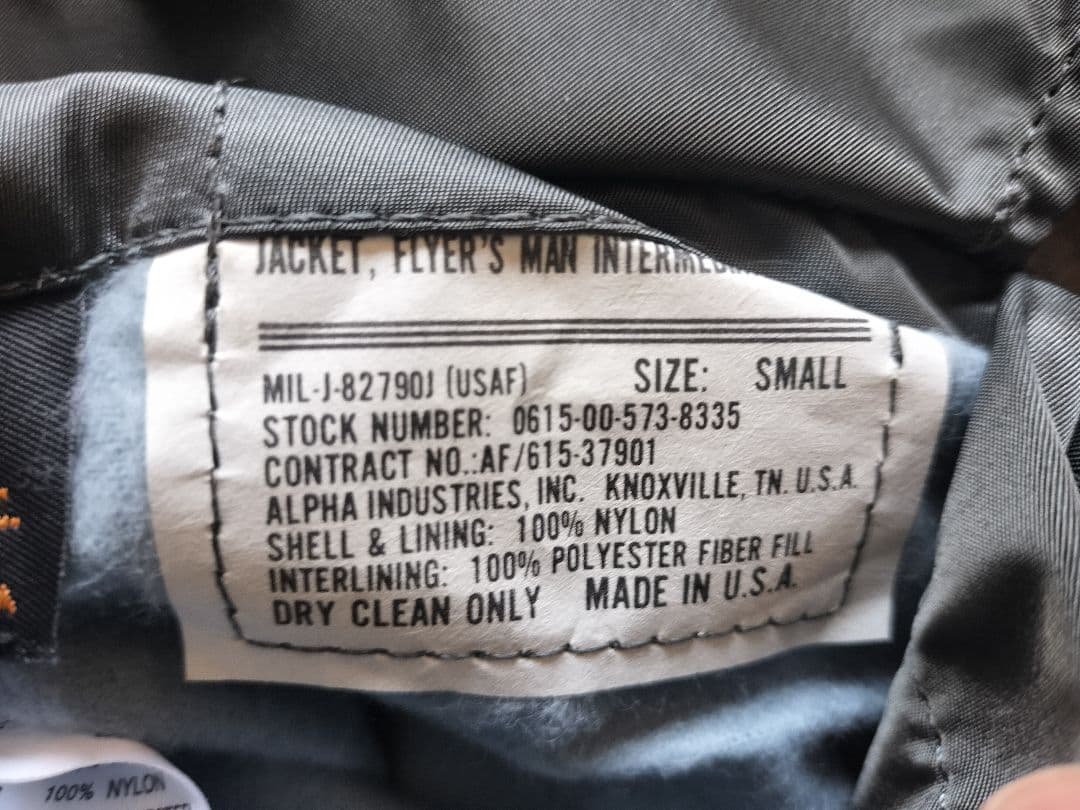 JACKET, FLYER'S MAN
MIL-J-82790J (USAF) SIZE: SMALL
STOCK NUMBER: 0615-00-573-8335
CONTRACT NO.:AF/615-37901
ALPHA INDUSTRIES, INC. KNOXVILLE, TN. U.S.A.
SHELL & LINING: 100% NYLON
INTERLINING: 100% POLYESTER FIBER FILL
DRY CLEAN ONLY MADE IN U.S.A.
100% NYLON